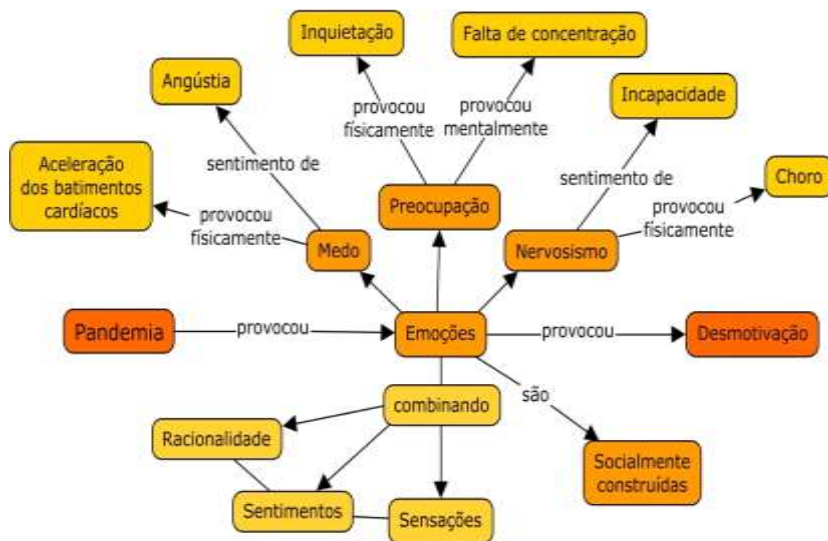 Inquietação
Falta de concentração
Angústia
Incapacidade
provocou
físicamente
provocou
mentalmente
Aceleração
dos batimentos
cardíacos
sentimento de
sentimento de
Choro
Preocupação
provocou
físicamente
provocou
físicamente
Medo
Nervosismo
Pandemia
provocou
Emoções
provocou
Desmotivação
combinando
são
Racionalidade
Socialmente
construídas
Sentimentos
Sensações